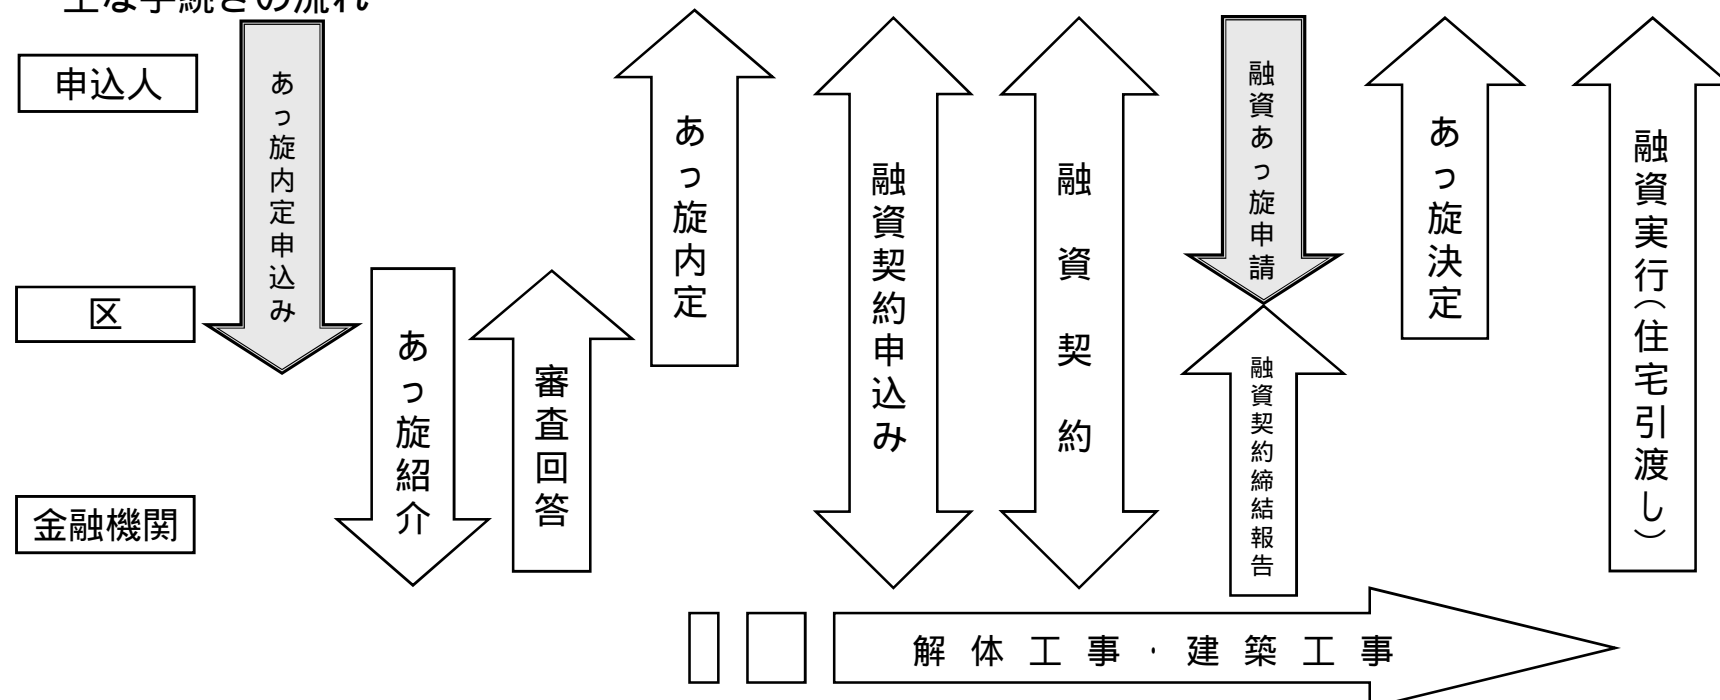 主な手続きの流れ
申込人
区
金融機関
あっ旋内定申込み
あっ旋紹介
審査回答
あっ旋内定
融資契約申込み
融資契約
融資あっ旋申請
融資契約締結報告
あっ旋決定
融資実行(住宅引渡し)
解体工事・建築工事